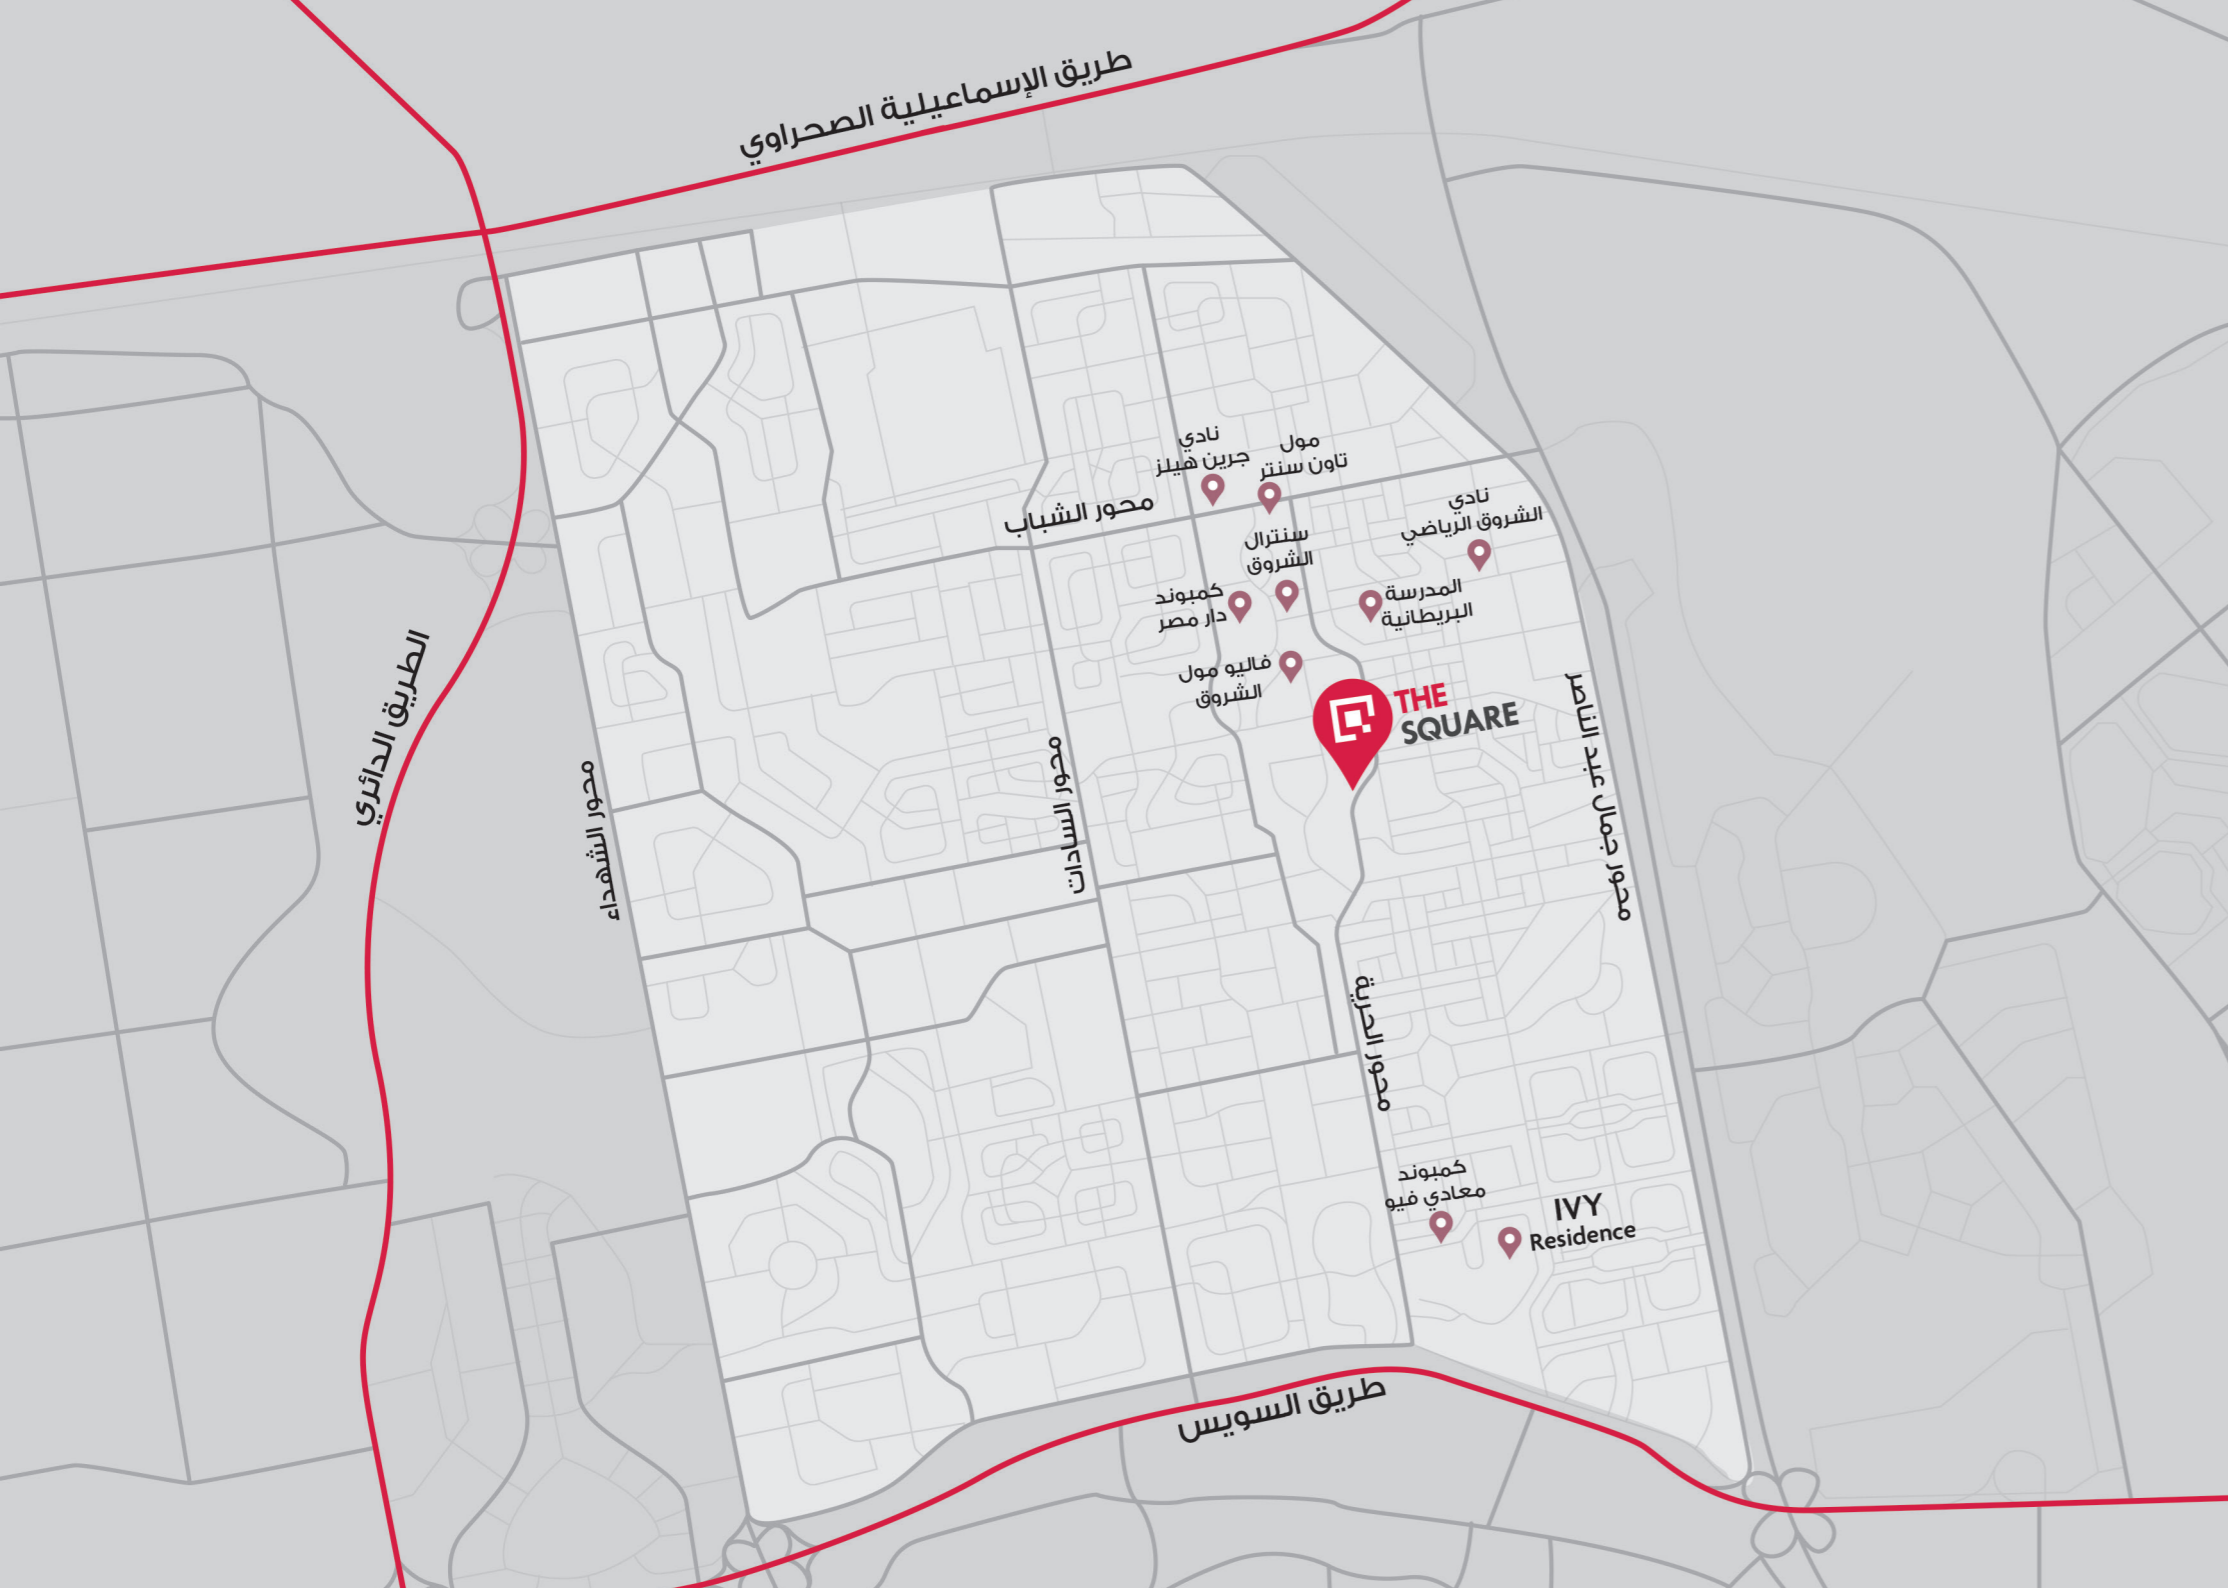 طريق الإسماعيلية الصحراوي
نادي
جرين هيلز
مول
تاون سنتر
محور الشباب
نادي
الشروق الرياضي
سنترال
الشروق
كمبوند
دار مصر
المدرسة
البريطانية
فاليو مول
الشروق
THE
SQUARE
الطريق الدائري
محور الشهداء
محور السادات
محور جمال عبد الناصر
محور الحرية
كمبوند
معادي فيو
IVY
Residence
طريق السويس